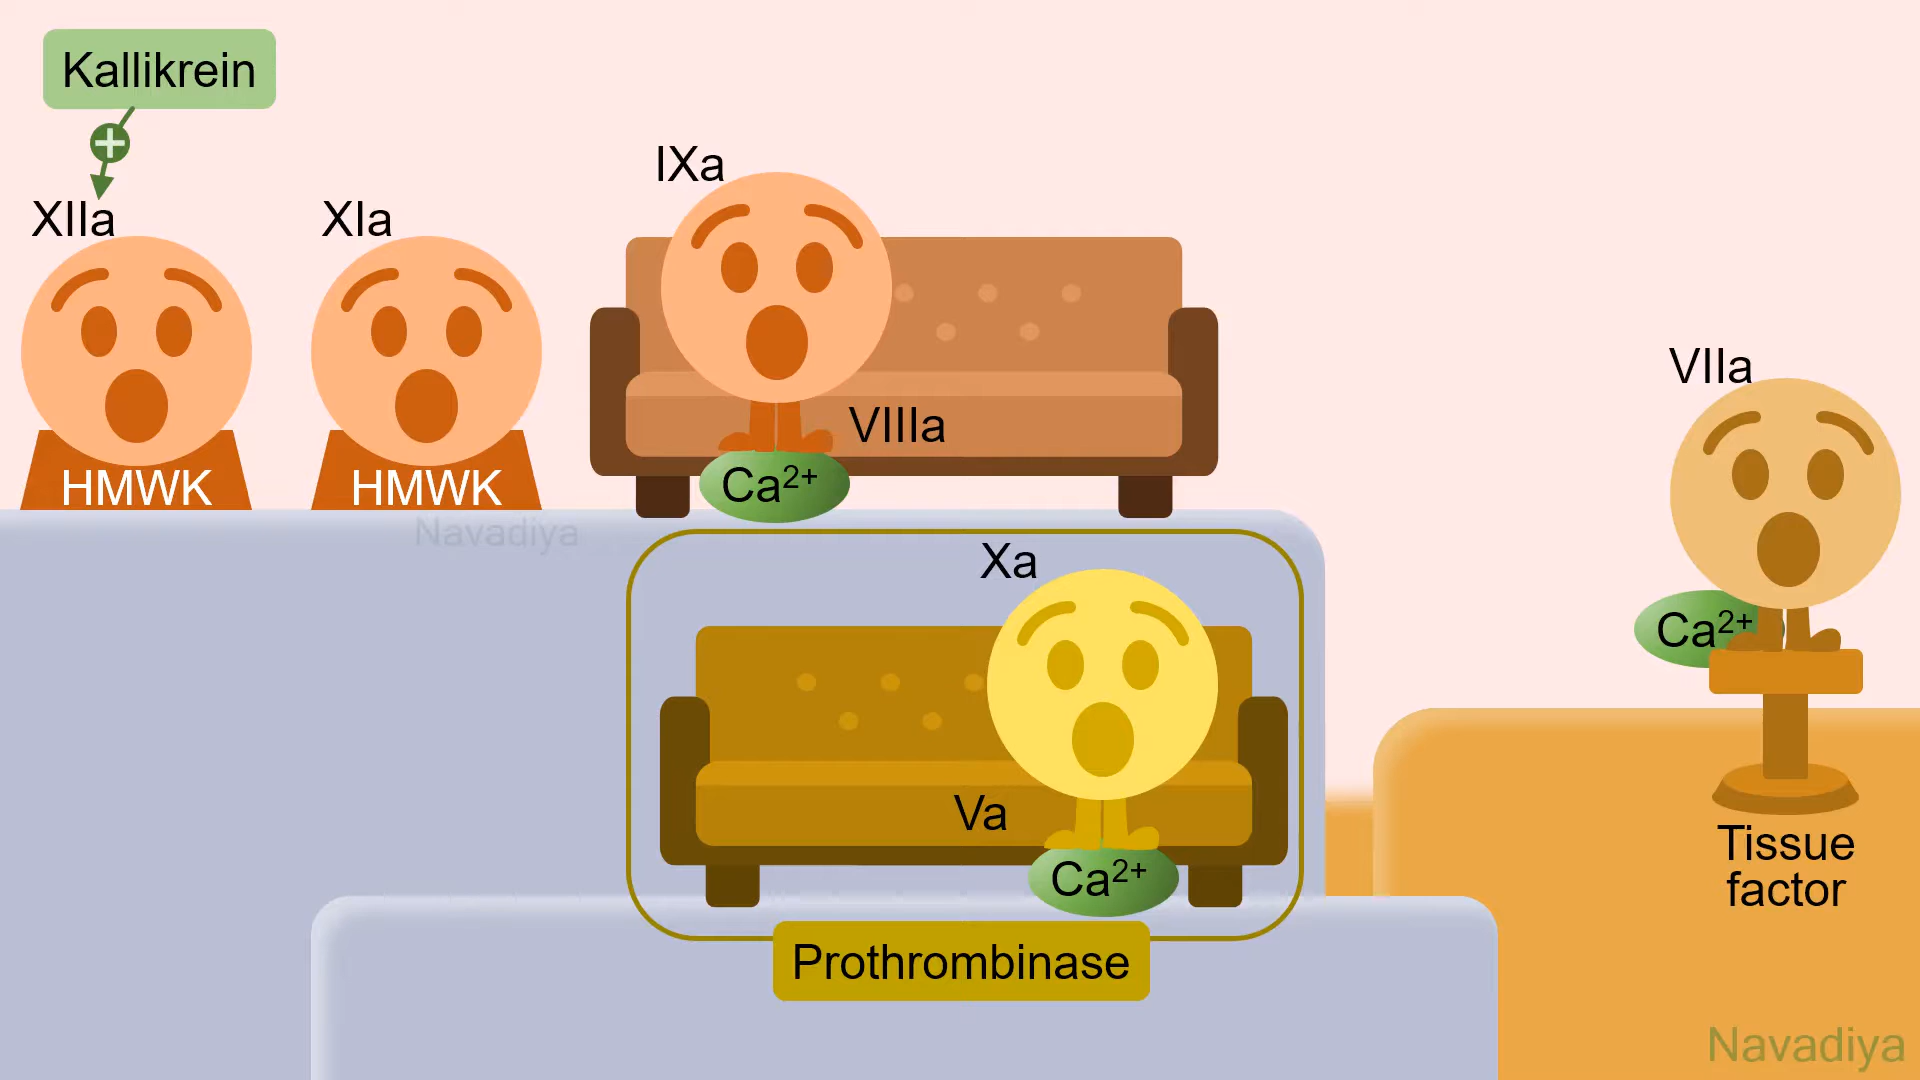 Kallikrein
XIIa
XIa
IXa
HMWK
HMWK
VIIIa
Ca²⁺
Navadiya
VIIa
Ca²⁺
Tissue
factor
Xa
Va
Ca²⁺
Prothrombinase
Navadiya